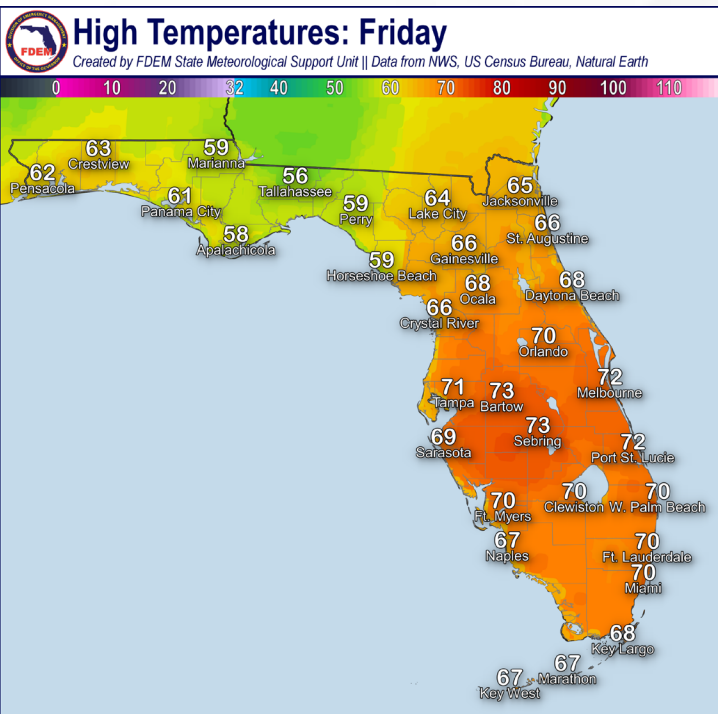 High Temperatures: Friday
Created by FDEM State Meteorological Support Unit || Data from NWS, US Census Bureau, Natural Earth
FDEM
0 10 20 32 40 50 60 70 80 90 100 110
63
Crestview
59
Marianna
62
Pensacola
56
Tallahassee
61
Panama City
59
Perry
64
Lake City
65
Jacksonville
58
Apalachicola
66
St. Augustine
66
Gainesville
59
Horseshoe Beach
68
Ocala
68
Daytona Beach
66
Crystal River
70
Orlando
71
Tampa
73
Bartow
72
Melbourne
69
Sarasota
73
Sebring
72
Port St. Lucie
70
Ft. Myers
70
Clewiston
70
W. Palm Beach
67
Naples
70
Ft. Lauderdale
70
Miami
68
Key Largo
67
Marathon
67
Key West